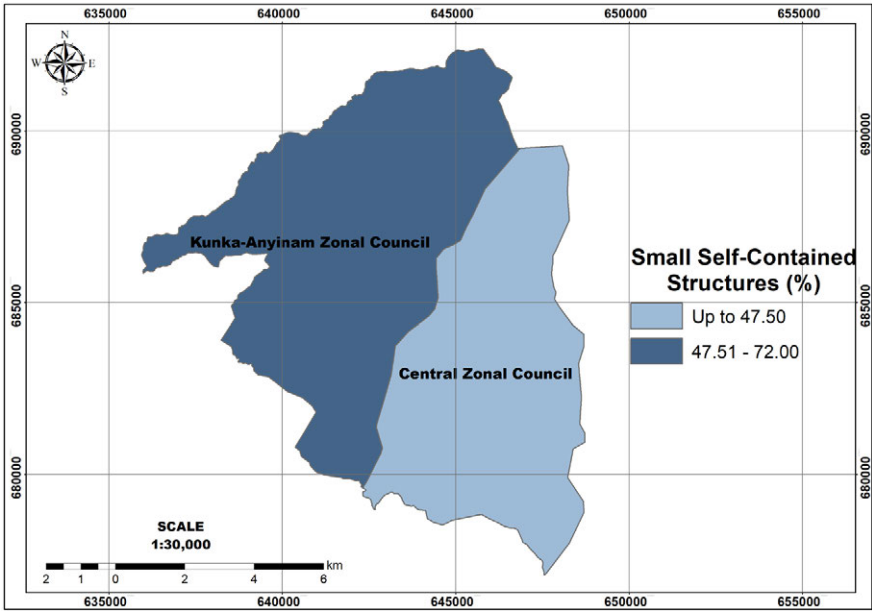 635000 640000 645000 650000 655000
N
W E
S
690000 690000
Kunka-Anyinam Zonal Council
Small Self-Contained
Structures (%)
685000 685000
Up to 47.50
47.51 - 72.00
Central Zonal Council
680000 680000
SCALE
1:30,000
km
2 1 0 2 4 6
635000 640000 645000 650000 655000